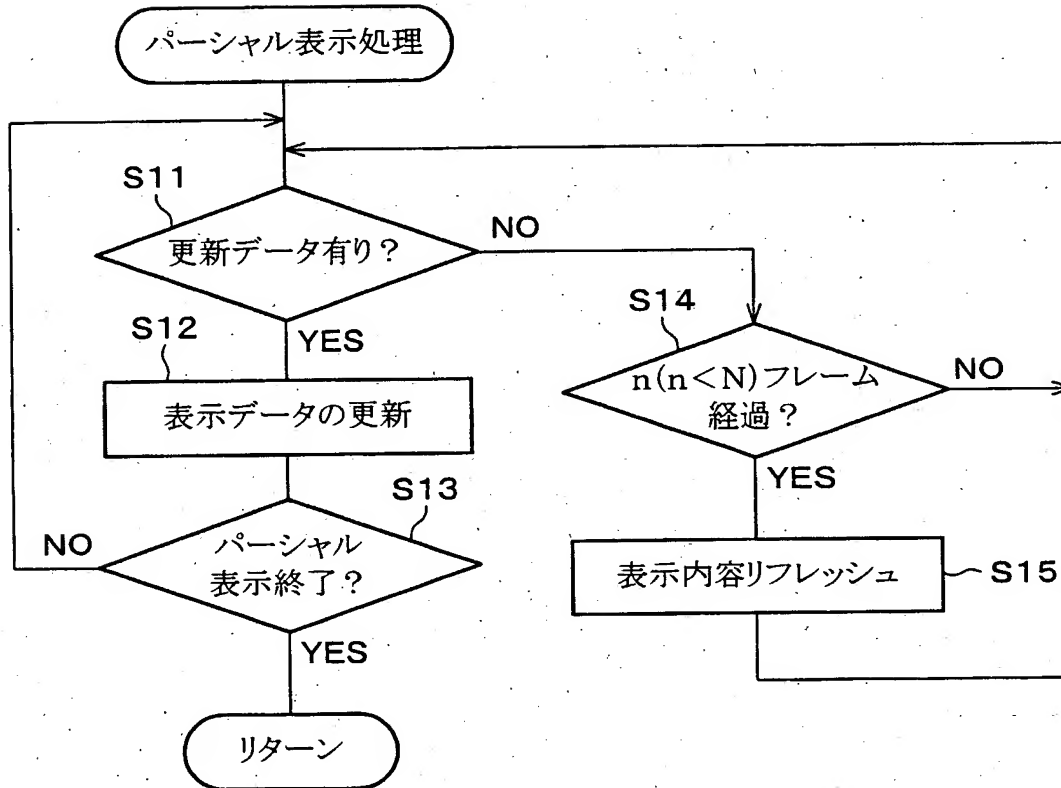 パーシャル表示処理
S11
更新データ有り？
NO
YES
S12
表示データの更新
S13
パーシャル
表示終了？
NO
YES
リターン
S14
n(n<N)フレーム
経過？
NO
YES
表示内容リフレッシュ
S15